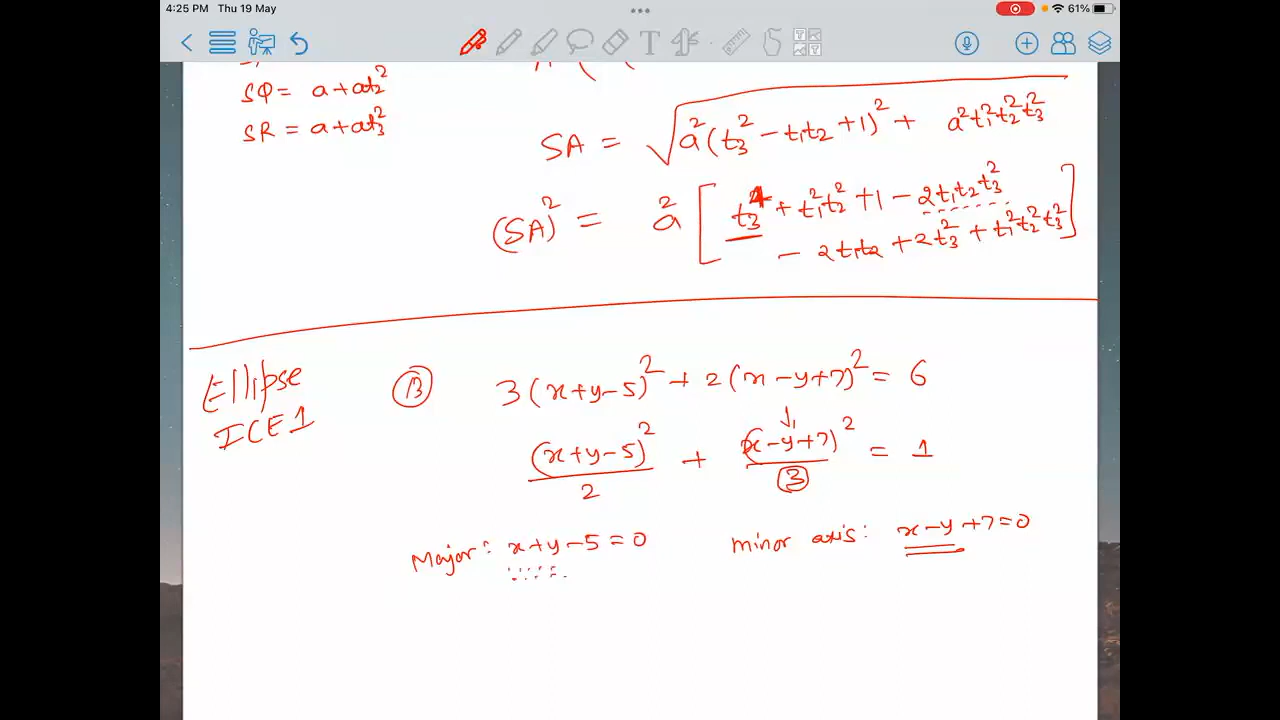 4:25 PM Thu 19 May
61%
SQ = a + at₂²
SR = a + at₃²
SA = √(a²(t₃² − t₁t₂ + 1)² + a²t₁²t₂²t₃²)
(SA)² = a² [ t₃⁴ + t₁²t₂² + 1 − 2t₁t₂t₃²
− 2t₁t₂ + 2t₃² + t₁²t₂²t₃² ]
Ellipse
ICE1
13
3(x+y−5)² + 2(x−y+7)² = 6
(x+y−5)²/2 + (x−y+7)²/3 = 1
Major: x+y−5=0
minor axis: x−y+7=0